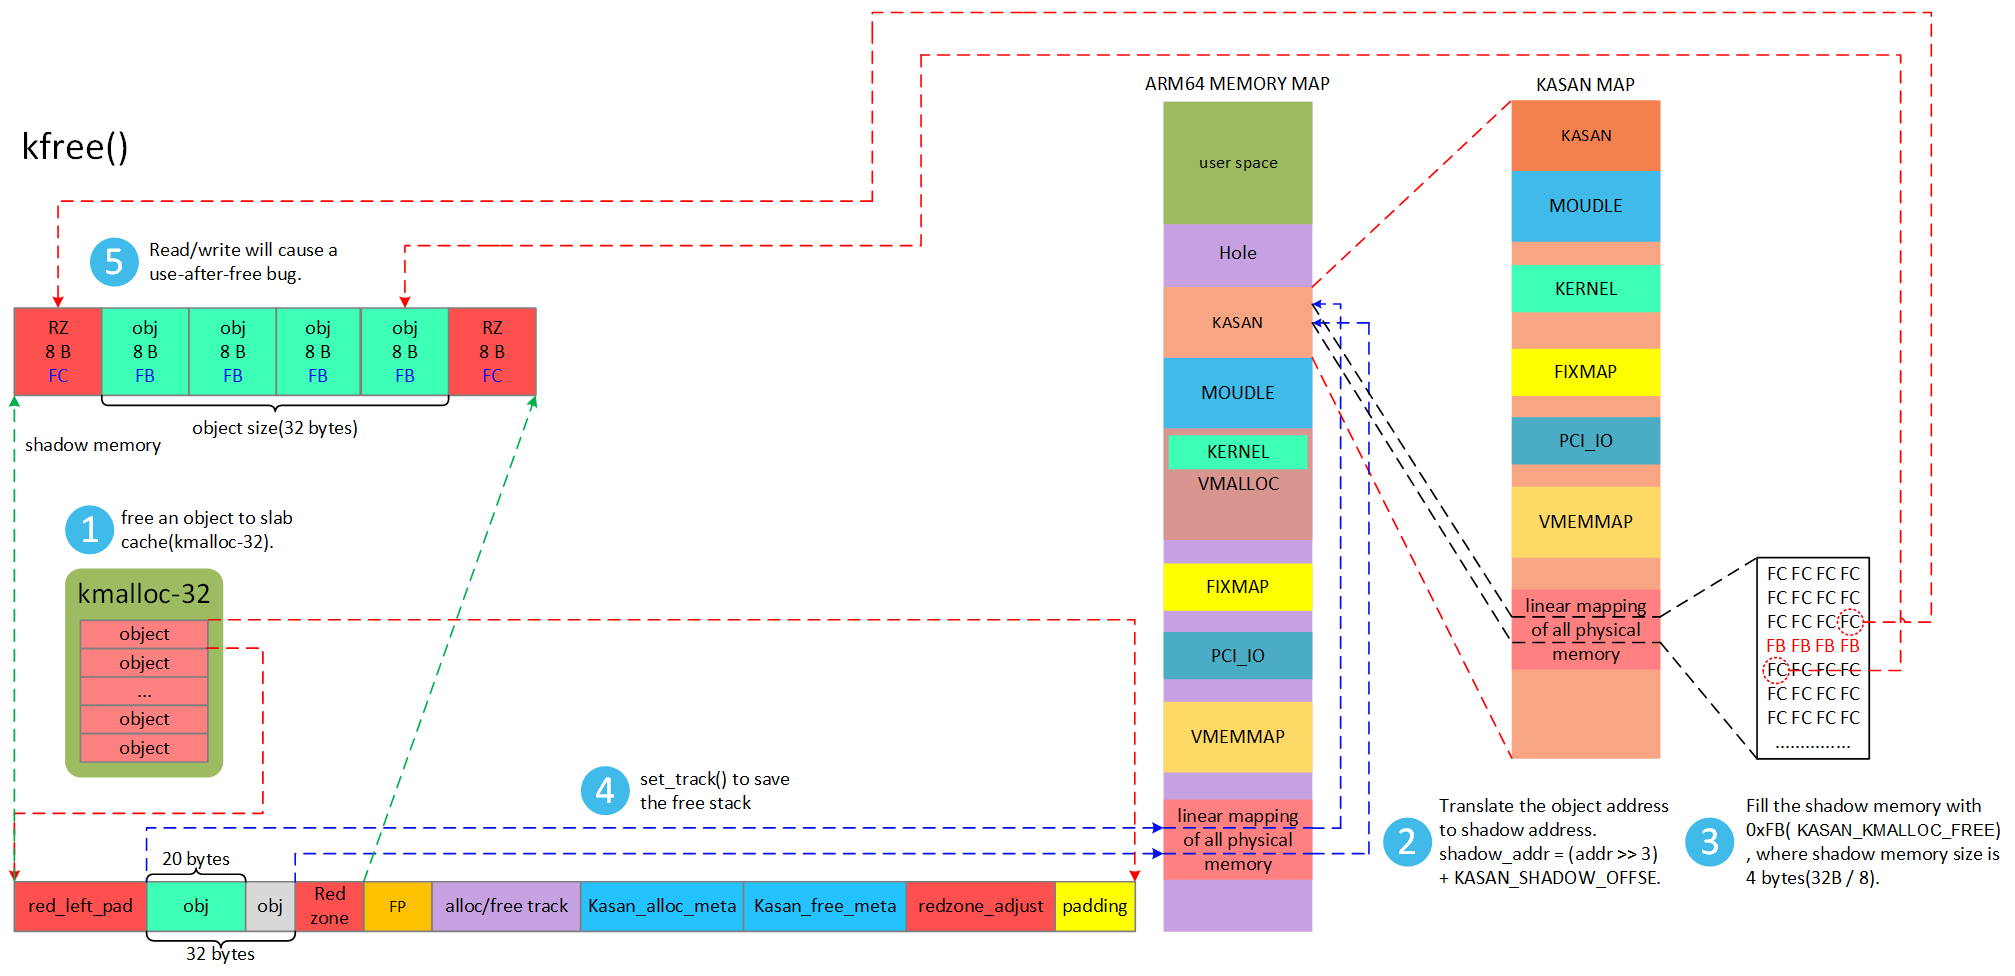 kfree()
5
Read/write will cause a
use-after-free bug.
RZ
8 B
FC
obj
8 B
FB
obj
8 B
FB
obj
8 B
FB
obj
8 B
FB
RZ
8 B
FC
object size(32 bytes)
shadow memory
1
free an object to slab
cache(kmalloc-32).
kmalloc-32
object
object
...
object
object
4
set_track() to save
the free stack
20 bytes
red_left_pad
obj
obj
Red
zone
FP
alloc/free track
Kasan_alloc_meta
Kasan_free_meta
redzone_adjust
padding
32 bytes
ARM64 MEMORY MAP
user space
Hole
KASAN
MOUDLE
KERNEL
VMALLOC
FIXMAP
PCI_IO
VMEMMAP
linear mapping
of all physical
memory
KASAN MAP
KASAN
MOUDLE
KERNEL
FIXMAP
PCI_IO
VMEMMAP
linear mapping
of all physical
memory
FC FC FC FC
FC FC FC FC
FC FC FC FC
FB FB FB FB
FC FC FC FC
FC FC FC FC
FC FC FC FC
..............
2
Translate the object address
to shadow address.
shadow_addr = (addr >> 3)
+ KASAN_SHADOW_OFFSE.
3
Fill the shadow memory with
0xFB( KASAN_KMALLOC_FREE)
, where shadow memory size is
4 bytes(32B / 8).